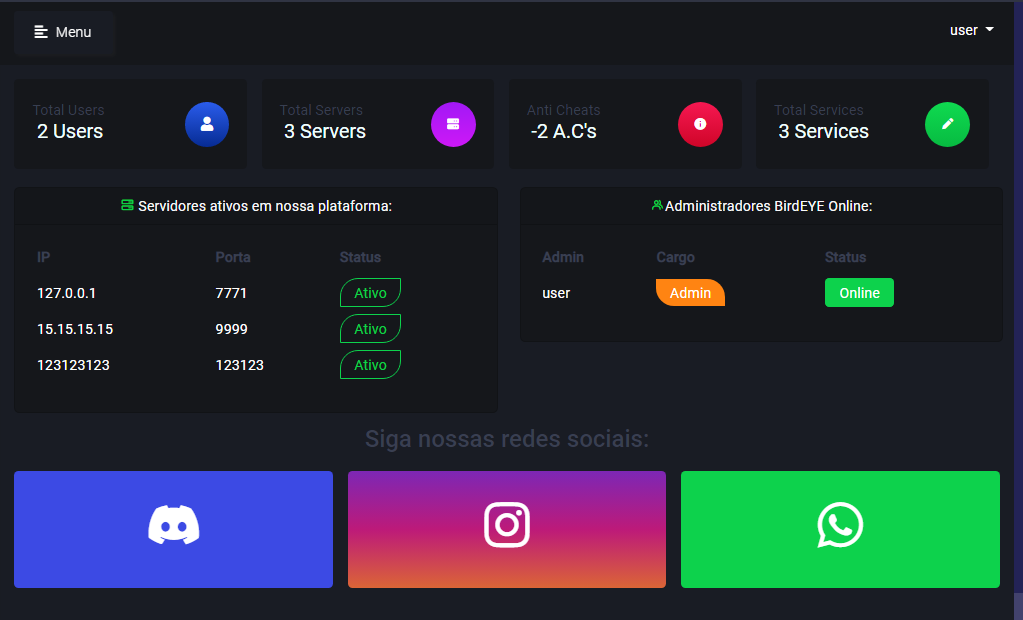 Menu
user
Total Users
2 Users
Total Servers
3 Servers
Anti Cheats
-2 A.C's
Total Services
3 Services
Servidores ativos em nossa plataforma:
IP Porta Status
127.0.0.1 7771 Ativo
15.15.15.15 9999 Ativo
123123123 123123 Ativo
Administradores BirdEYE Online:
Admin Cargo Status
user Admin Online
Siga nossas redes sociais: